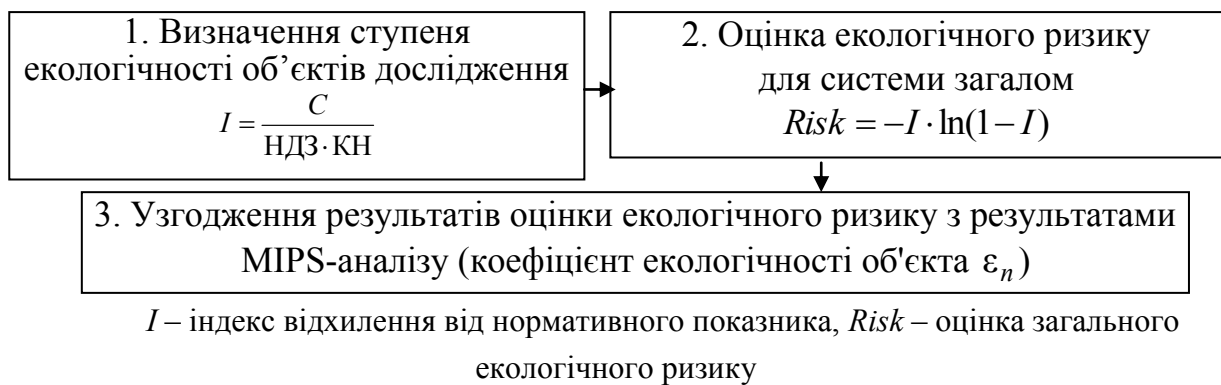 1. Визначення ступеня
екологічності об’єктів дослідження
I = C / (НДЗ·КН)
2. Оцінка екологічного ризику
для системи загалом
Risk = −I · ln(1 − I)
3. Узгодження результатів оцінки екологічного ризику з результатами
MIPS-аналізу (коефіцієнт екологічності об'єкта εₙ)
I – індекс відхилення від нормативного показника, Risk – оцінка загального
екологічного ризику